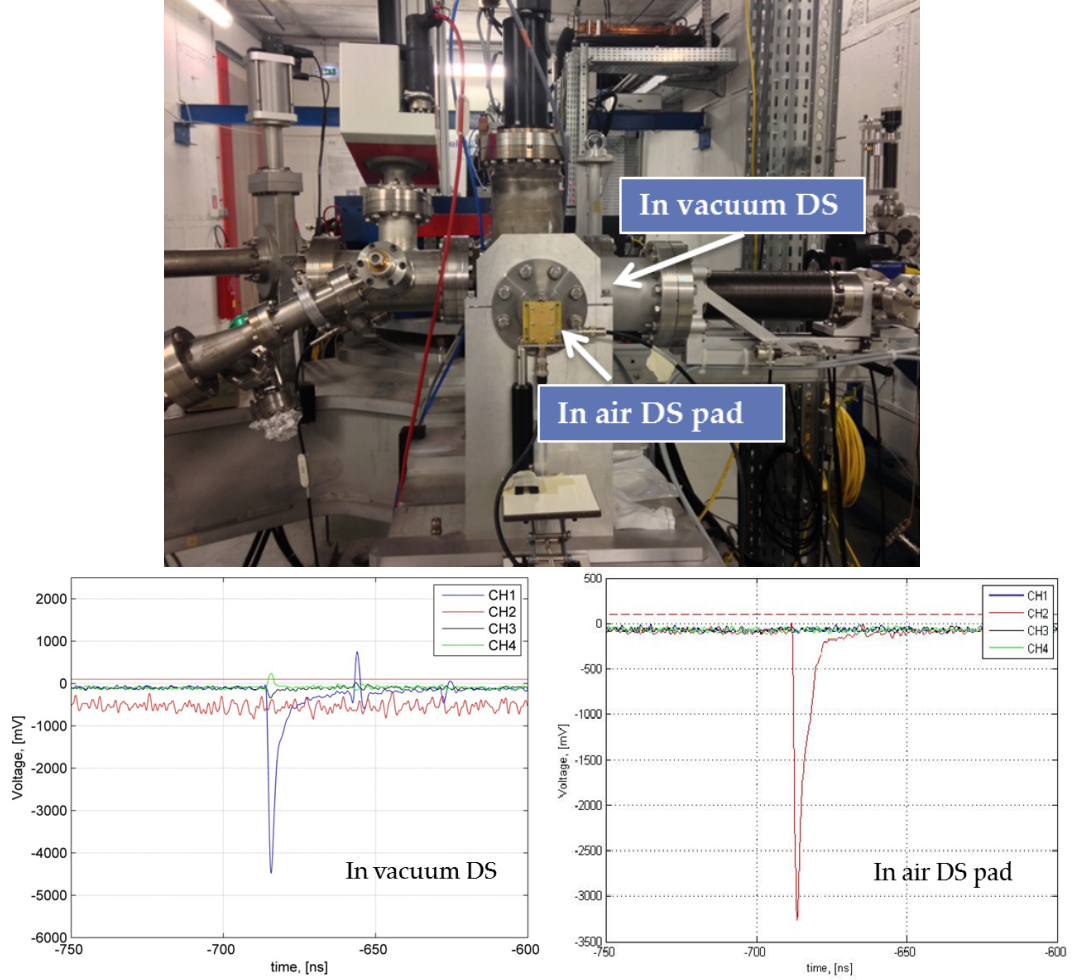 In vacuum DS
In air DS pad
2500
2000
1000
0
-1000
-2000
-3000
-4000
-5000
-6000
Voltage, [mV]
-750
-700
-650
-600
time, [ns]
CH1
CH2
CH3
CH4
In vacuum DS
500
0
-500
-1000
-1500
-2000
-2500
-3000
-3500
Voltage, [mV]
-750
-700
-650
-600
time, [ns]
CH1
CH2
CH3
CH4
In air DS pad